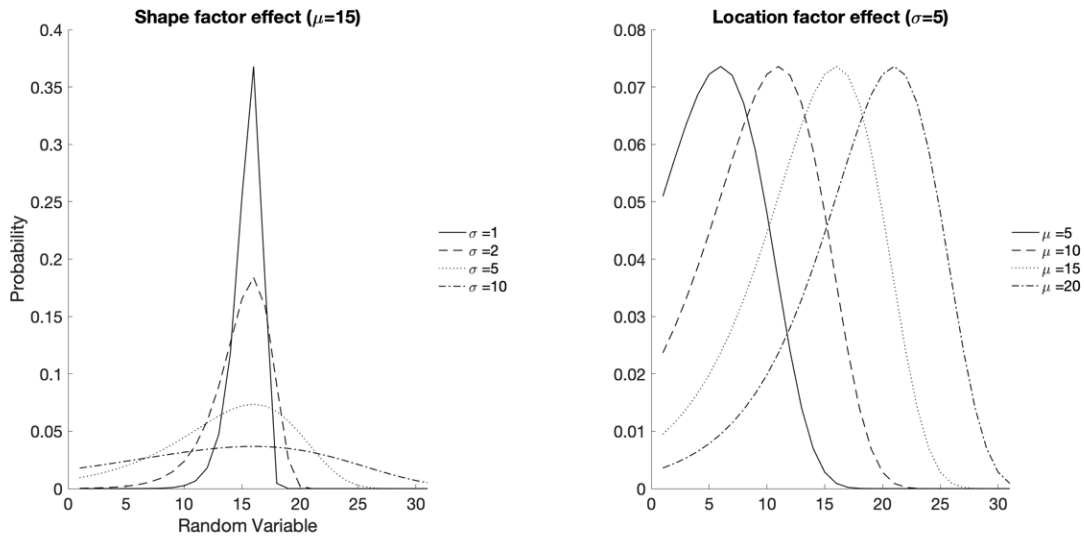 Shape factor effect (μ=15)
0.4
0.35
0.3
0.25
0.2
0.15
0.1
0.05
0
Probability
0 5 10 15 20 25 30
Random Variable
σ =1
σ =2
σ =5
σ =10
Location factor effect (σ=5)
0.08
0.07
0.06
0.05
0.04
0.03
0.02
0.01
0
0 5 10 15 20 25 30
μ =5
μ =10
μ =15
μ =20